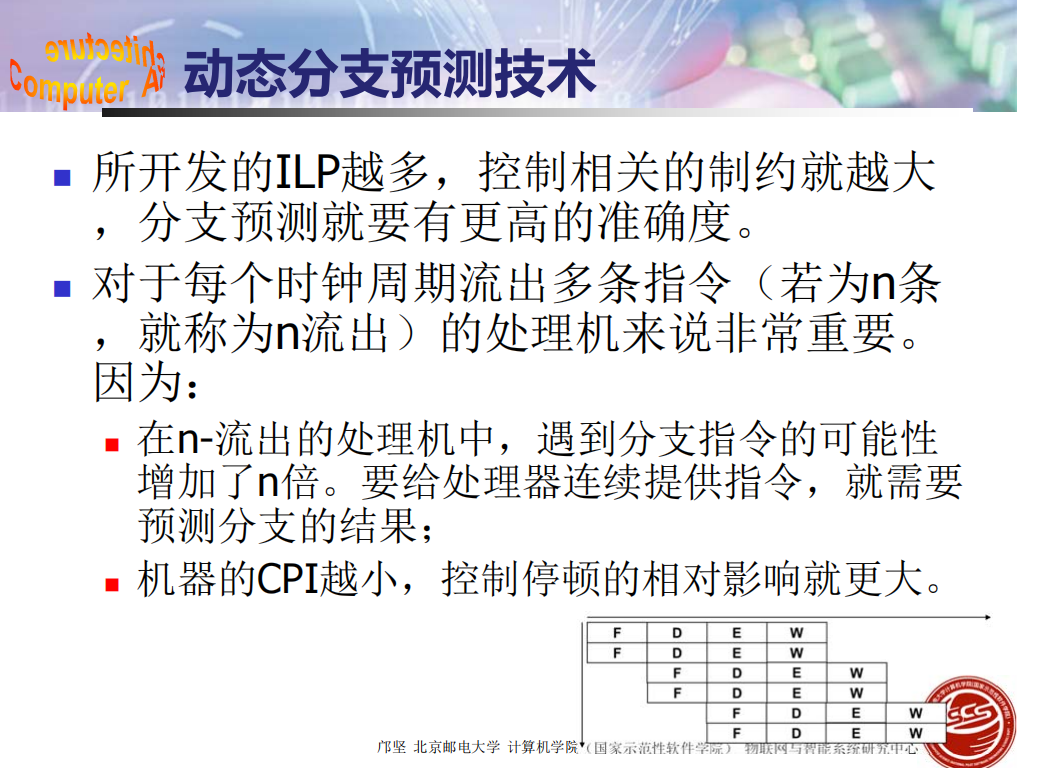 Computer Architecture
动态分支预测技术
所开发的ILP越多，控制相关的制约就越大
，分支预测就要有更高的准确度。
对于每个时钟周期流出多条指令（若为n条
，就称为n流出）的处理机来说非常重要。
因为：
在n-流出的处理机中，遇到分支指令的可能性
增加了n倍。要给处理器连续提供指令，就需要
预测分支的结果；
机器的CPI越小，控制停顿的相对影响就更大。
F D E W
F D E W
F D E W
F D E W
F D E W
F D E W
邝坚 北京邮电大学 计算机学院（国家示范性软件学院） 物联网与智能系统研究中心
SCS